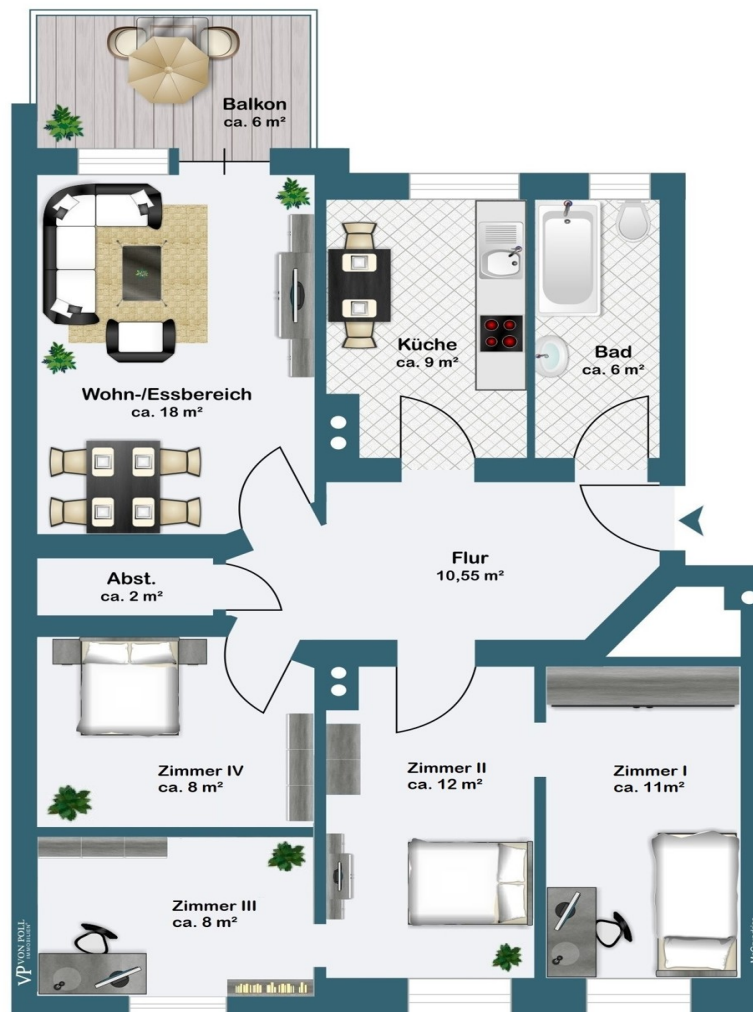 Balkon
ca. 6 m²
Küche
ca. 9 m²
Bad
ca. 6 m²
Wohn-/Essbereich
ca. 18 m²
Flur
10,55 m²
Abst.
ca. 2 m²
Zimmer IV
ca. 8 m²
Zimmer II
ca. 12 m²
Zimmer I
ca. 11m²
Zimmer III
ca. 8 m²
VP VON POLL
IMMOBILIEN